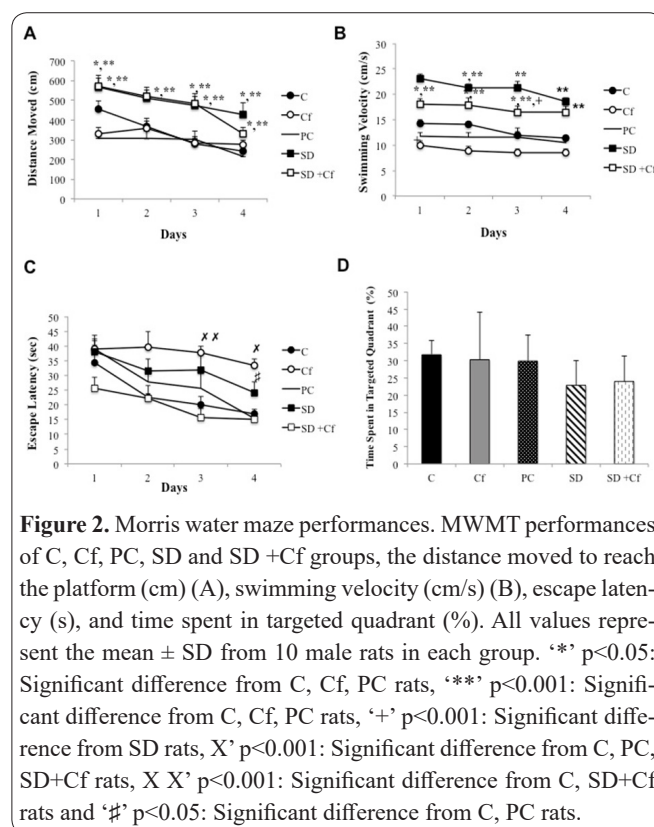 A
B
700
600
500
400
300
200
100
0
Distance Moved (cm)
*,**
*,**
*,**
*,**
*,**
*,**
*,**
1 2 3 4
Days
C
Cf
PC
SD
SD +Cf
30
25
20
15
10
5
0
Swimming Velocity (cm/s)
*,**
*,**
*,**
**
*,**,+
**
**
1 2 3 4
Days
C
Cf
PC
SD
SD +Cf
C
D
50
45
40
35
30
25
20
15
10
5
0
Escape Latency (sec)
✗ ✗
✗
♯
1 2 3 4
Days
C
Cf
PC
SD
SD +Cf
50
45
40
35
30
25
20
15
10
5
0
Time Spent in Targeted Quadrant (%)
C Cf PC SD SD +Cf
Figure 2. Morris water maze performances. MWMT performances
of C, Cf, PC, SD and SD +Cf groups, the distance moved to reach
the platform (cm) (A), swimming velocity (cm/s) (B), escape laten-
cy (s), and time spent in targeted quadrant (%). All values repre-
sent the mean ± SD from 10 male rats in each group. ‘*’ p<0.05:
Significant difference from C, Cf, PC rats, ‘**’ p<0.001: Signifi-
cant difference from C, Cf, PC rats, ‘+’ p<0.001: Significant diffe-
rence from SD rats, X’ p<0.001: Significant difference from C, PC,
SD+Cf rats, X X’ p<0.001: Significant difference from C, SD+Cf
rats and ‘♯’ p<0.05: Significant difference from C, PC rats.